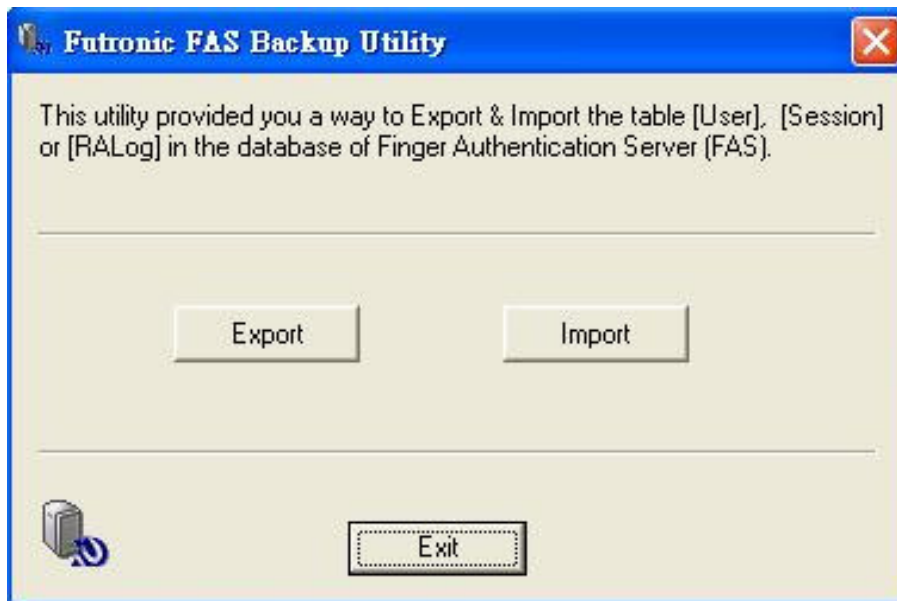 Futronic FAS Backup Utility
This utility provided you a way to Export & Import the table [User], [Session]
or [RALog] in the database of Finger Authentication Server (FAS).
Export
Import
Exit